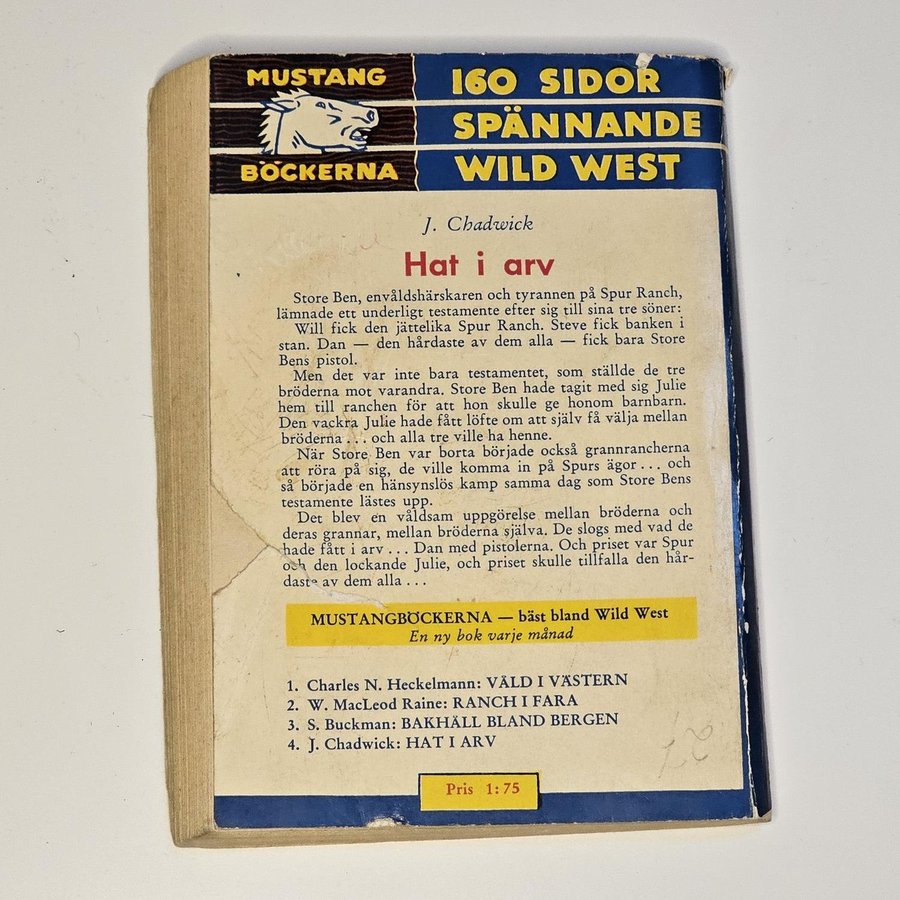 MUSTANG
BÖCKERNA
160 SIDOR
SPÄNNANDE
WILD WEST
J. Chadwick
Hat i arv
Store Ben, envåldshärskaren och tyrannen på Spur Ranch,
lämnade ett underligt testamente efter sig till sina tre söner:
Will fick den jättelika Spur Ranch. Steve fick banken i
stan. Dan — den hårdaste av dem alla — fick bara Store
Bens pistol.
Men det var inte bara testamentet, som ställde de tre
bröderna mot varandra. Store Ben hade tagit med sig Julie
hem till ranchen för att hon skulle ge honom barnbarn.
Den vackra Julie hade fått löfte om att själv få välja mellan
bröderna ... och alla tre ville ha henne.
När Store Ben var borta började också grannrancherna
att röra på sig, de ville komma in på Spurs ägor ... och
så började en hänsynslös kamp samma dag som Store Bens
testamente lästes upp.
Det blev en våldsam uppgörelse mellan bröderna och
deras grannar, mellan bröderna själva. De slogs med vad de
hade fått i arv ... Dan med pistolerna. Och priset var Spur
och den lockande Julie, och priset skulle tillfalla den hår-
daste av dem alla ...
MUSTANGBÖCKERNA — bäst bland Wild West
En ny bok varje månad
1. Charles N. Heckelmann: VÅLD I VÄSTERN
2. W. MacLeod Raine: RANCH I FARA
3. S. Buckman: BAKHÅLL BLAND BERGEN
4. J. Chadwick: HAT I ARV
Pris 1:75